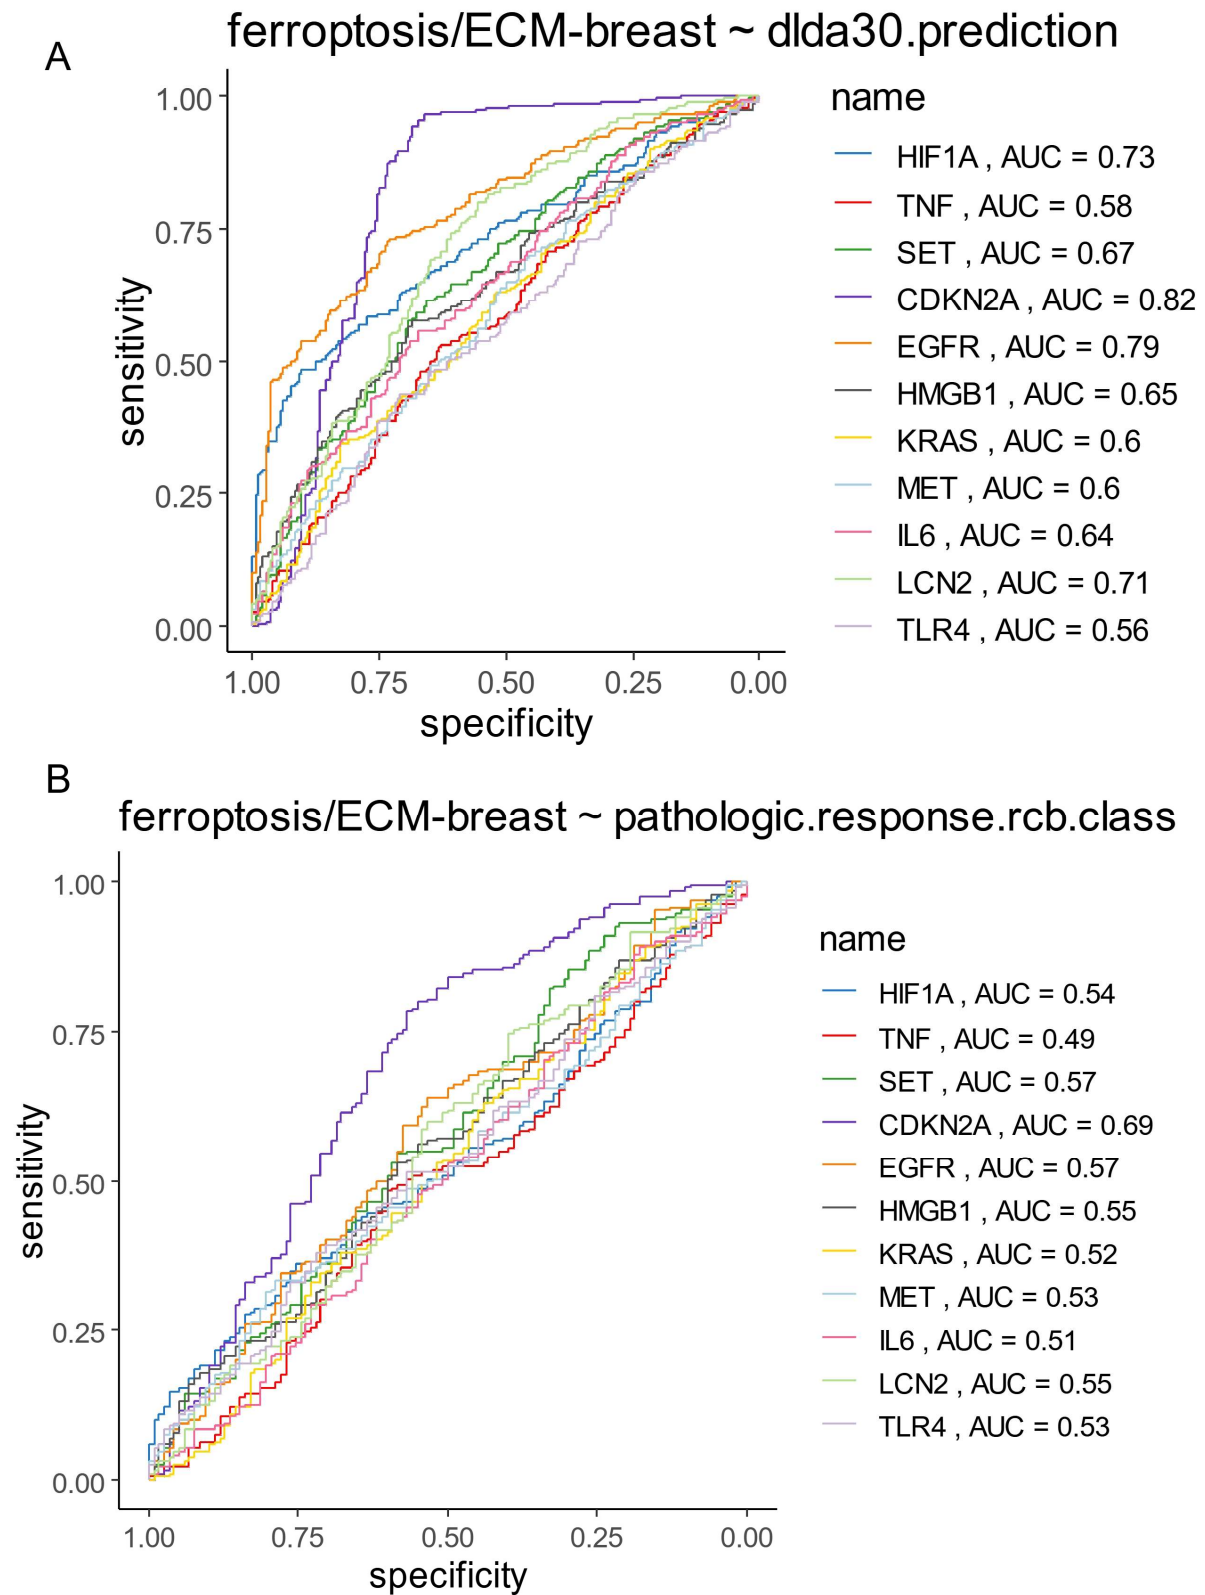 A
ferroptosis/ECM-breast ~ dlda30.prediction
sensitivity
1.00
0.75
0.50
0.25
0.00
1.00 0.75 0.50 0.25 0.00
specificity
name
HIF1A , AUC = 0.73
TNF , AUC = 0.58
SET , AUC = 0.67
CDKN2A , AUC = 0.82
EGFR , AUC = 0.79
HMGB1 , AUC = 0.65
KRAS , AUC = 0.6
MET , AUC = 0.6
IL6 , AUC = 0.64
LCN2 , AUC = 0.71
TLR4 , AUC = 0.56
B
ferroptosis/ECM-breast ~ pathologic.response.rcb.class
sensitivity
1.00
0.75
0.50
0.25
0.00
1.00 0.75 0.50 0.25 0.00
specificity
name
HIF1A , AUC = 0.54
TNF , AUC = 0.49
SET , AUC = 0.57
CDKN2A , AUC = 0.69
EGFR , AUC = 0.57
HMGB1 , AUC = 0.55
KRAS , AUC = 0.52
MET , AUC = 0.53
IL6 , AUC = 0.51
LCN2 , AUC = 0.55
TLR4 , AUC = 0.53